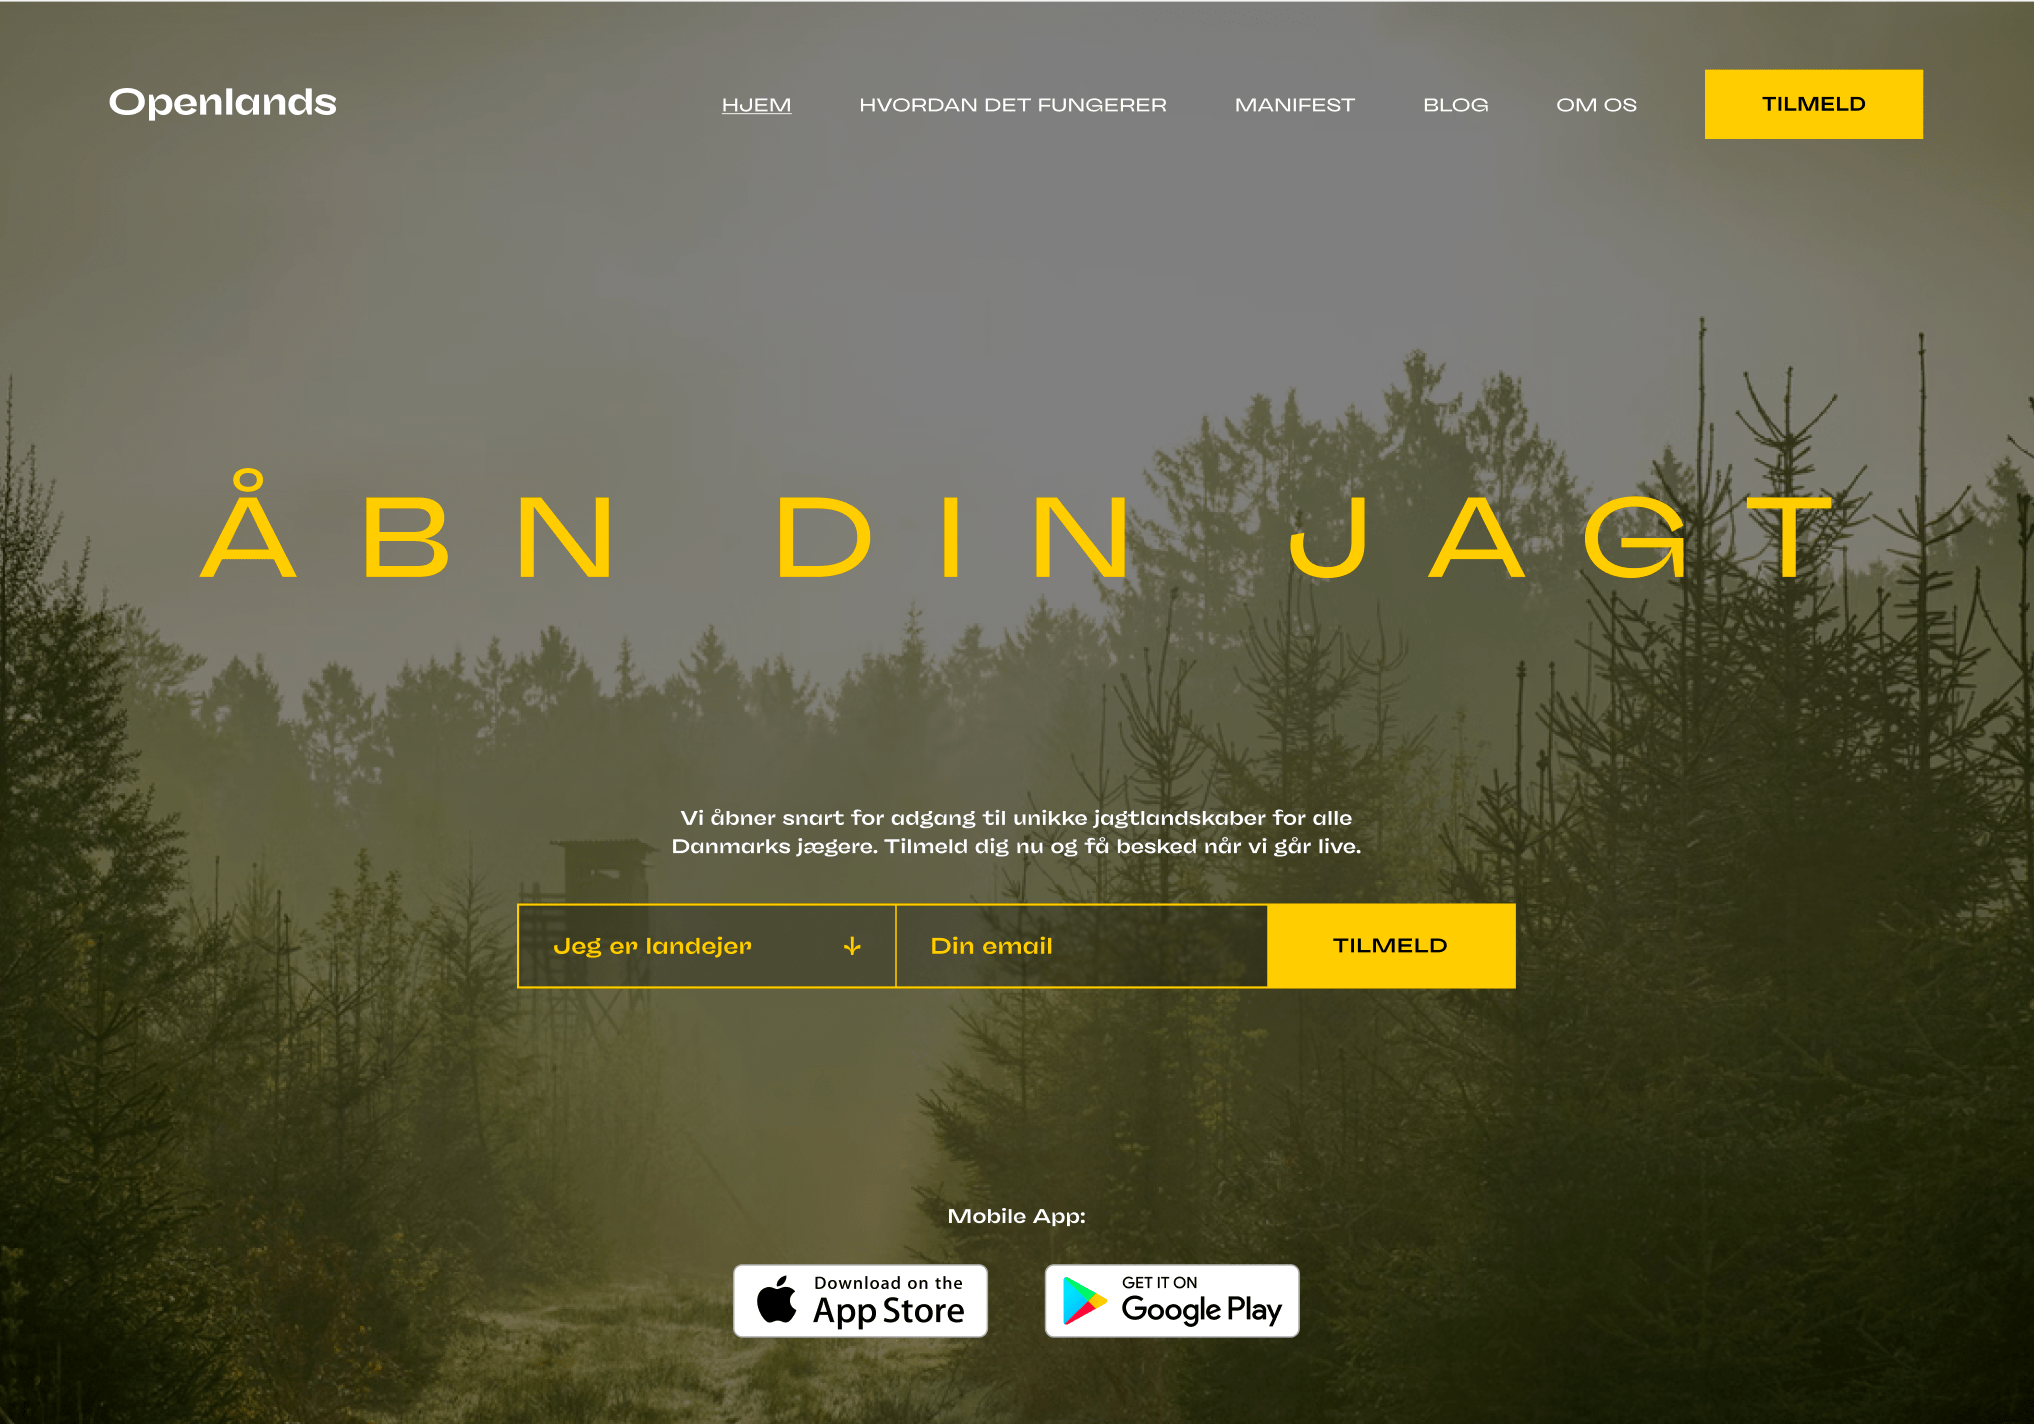 Openlands
HJEM
HVORDAN DET FUNGERER
MANIFEST
BLOG
OM OS
TILMELD
ÅBN DIN JAGT
Vi åbner snart for adgang til unikke jagtlandskaber for alle
Danmarks jægere. Tilmeld dig nu og få besked når vi går live.
Jeg er landejer
Din email
TILMELD
Mobile App:
Download on the
App Store
GET IT ON
Google Play